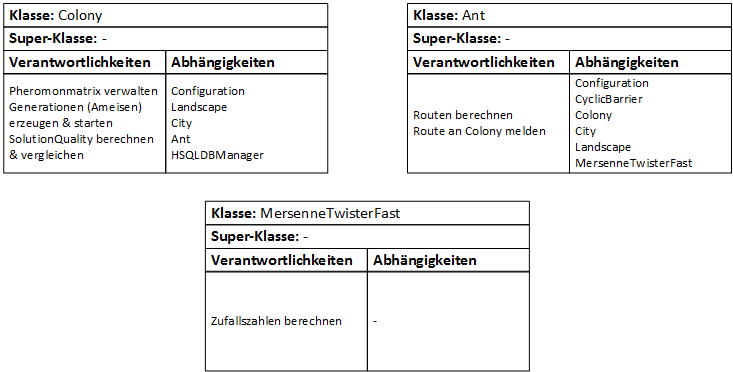 Klasse: Colony
Super-Klasse: -
Verantwortlichkeiten Abhängigkeiten
Pheromonmatrix verwalten
Generationen (Ameisen)
erzeugen & starten
SolutionQuality berechnen
& vergleichen
Configuration
Landscape
City
Ant
HSQLDBManager
Klasse: Ant
Super-Klasse: -
Verantwortlichkeiten Abhängigkeiten
Routen berechnen
Route an Colony melden
Configuration
CyclicBarrier
Colony
City
Landscape
MersenneTwisterFast
Klasse: MersenneTwisterFast
Super-Klasse: -
Verantwortlichkeiten Abhängigkeiten
Zufallszahlen berechnen
-